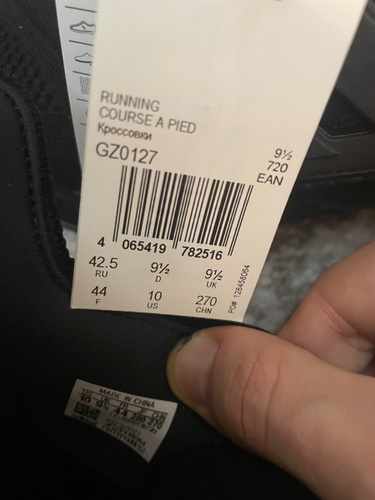 RUNNING
COURSE A PIED
Кроссовки
GZ0127
9½
720
EAN
4 065419 782516
42.5 9½ 9½
RU D UK
44 10 270
F US CHN
PO# 128458064
MADE IN CHINA